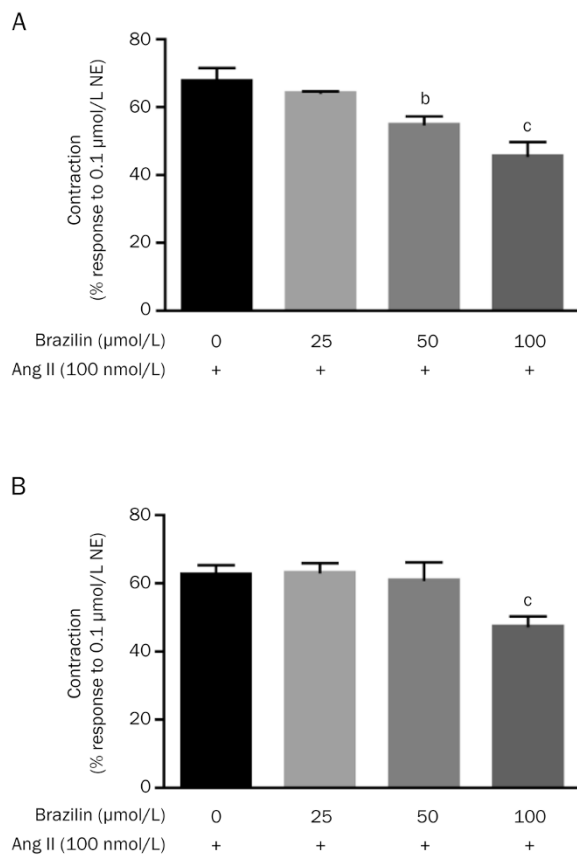 A
Contraction
(% response to 0.1 µmol/L NE)
80
60
40
20
0
b
c
Brazilin (µmol/L) 0 25 50 100
Ang II (100 nmol/L) + + + +
B
Contraction
(% response to 0.1 µmol/L NE)
80
60
40
20
0
c
Brazilin (µmol/L) 0 25 50 100
Ang II (100 nmol/L) + + + +